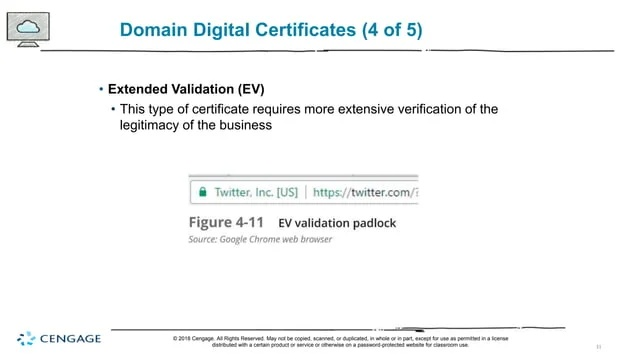 Domain Digital Certificates (4 of 5)
• Extended Validation (EV)
• This type of certificate requires more extensive verification of the
legitimacy of the business
Twitter, Inc. [US] | https://twitter.com/?
Figure 4-11 EV validation padlock
Source: Google Chrome web browser
CENGAGE
© 2018 Cengage. All Rights Reserved. May not be copied, scanned, or duplicated, in whole or in part, except for use as permitted in a license
distributed with a certain product or service or otherwise on a password-protected website for classroom use.